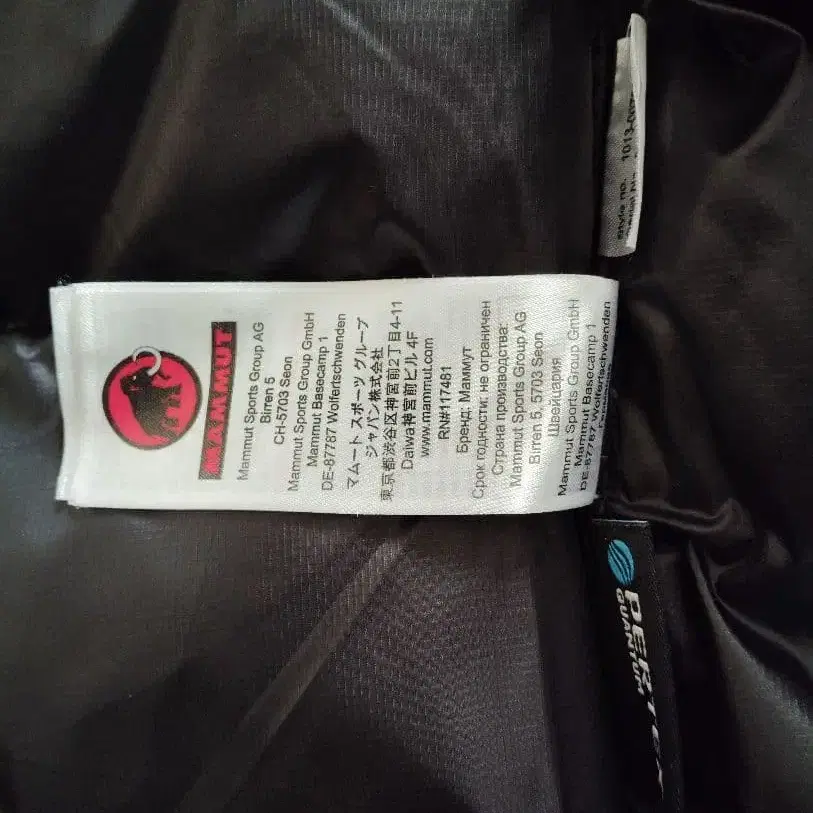 MAMMUT
Mammut Sports Group AG
Birren 5
CH-5703 Seon
Mammut Sports Group GmbH
Mammut Basecamp 1
DE-87787 Wolfertschwenden
マムート スポーツ グループ
ジャパン株式会社
東京都渋谷区神宮前2丁目4-11
Daiwa神宮前ビル 4F
www.mammut.com
RN#117481
Бренд: Маммут
Срок годности: не ограничен
Страна производства:
Mammut Sports Group AG
Birren 5, 5703 Seon
Швейцария
Mammut Sports Group GmbH
Mammut Basecamp 1
DE-87787 Wolfertschwenden
Style no. 1013-
PERTEX
QUANTUM